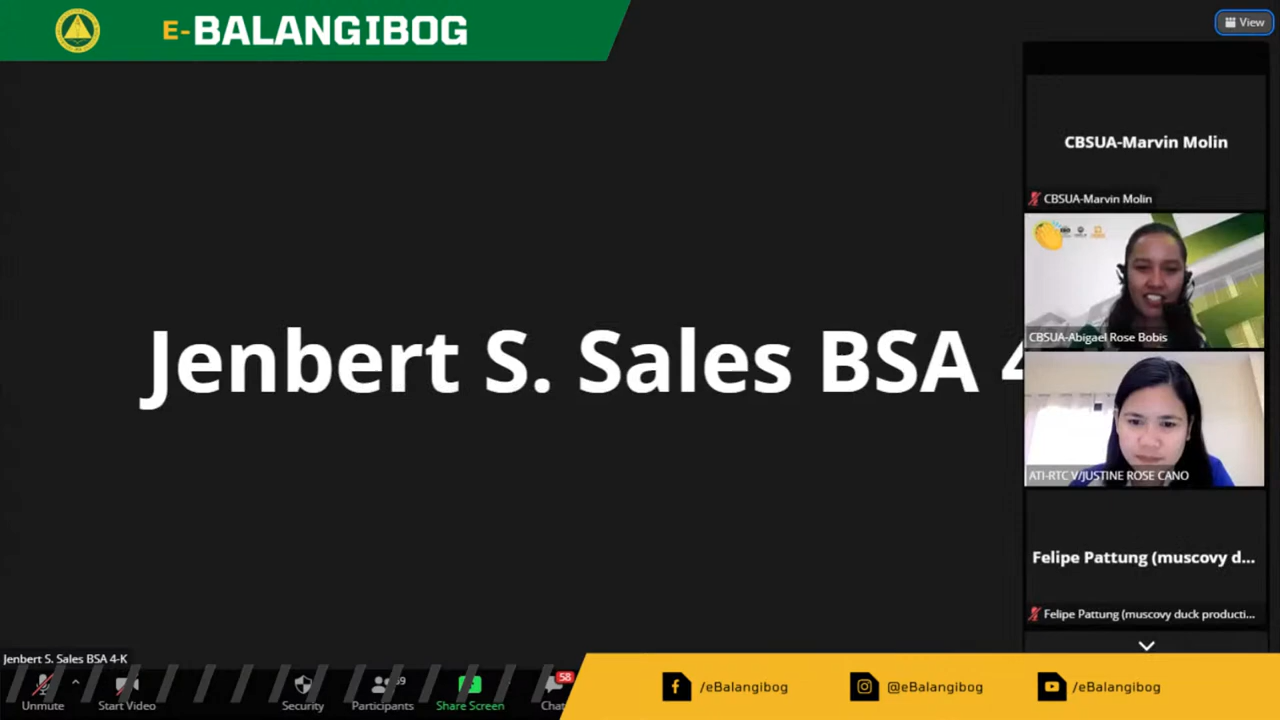 E-BALANGIBOG
View
CBSUA-Marvin Molin
CBSUA-Marvin Molin
CBSUA-Abigael Rose Bobis
Jenbert S. Sales BSA 4
ATI-RTC V/JUSTINE ROSE CANO
Felipe Pattung (muscovy d...
Felipe Pattung (muscovy duck producti...
Jenbert S. Sales BSA 4-K
58
Unmute
Start Video
Security
Participants
Share Screen
Chat
/eBalangibog
@eBalangibog
/eBalangibog